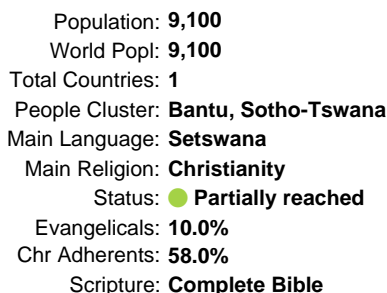 Population: 9,100
World Popl: 9,100
Total Countries: 1
People Cluster: Bantu, Sotho-Tswana
Main Language: Setswana
Main Religion: Christianity
Status: Partially reached
Evangelicals: 10.0%
Chr Adherents: 58.0%
Scripture: Complete Bible